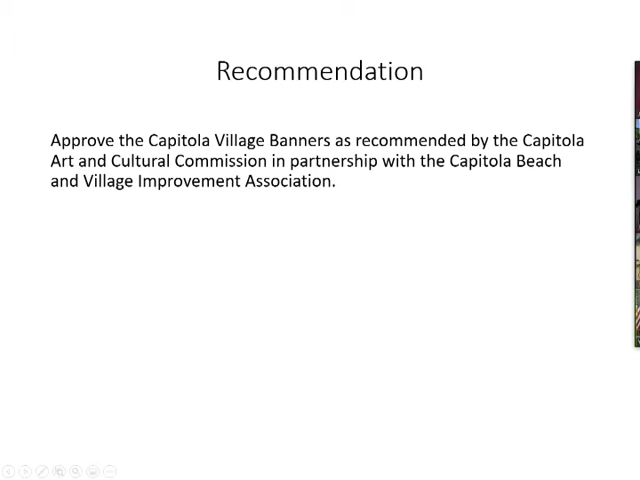 Recommendation
Approve the Capitola Village Banners as recommended by the Capitola
Art and Cultural Commission in partnership with the Capitola Beach
and Village Improvement Association.